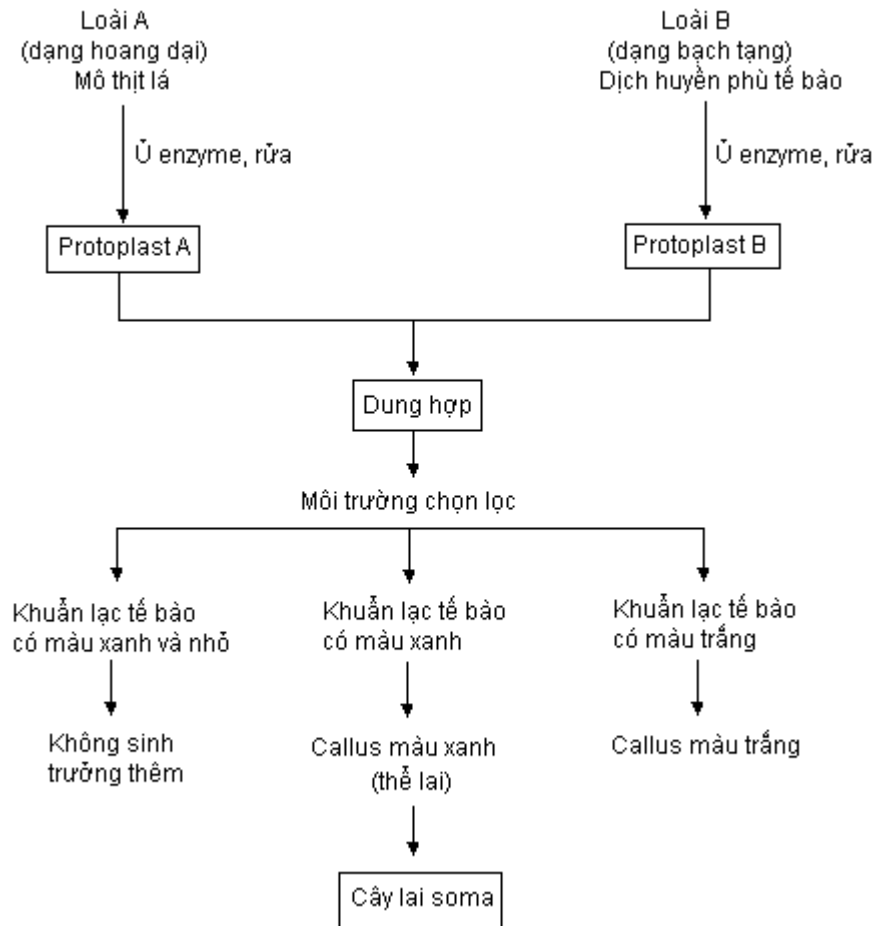 Loài A
(dạng hoang dại)
Mô thịt lá
Loài B
(dạng bạch tạng)
Dịch huyền phù tế bào
Ủ enzyme, rửa
Ủ enzyme, rửa
Protoplast A
Protoplast B
Dung hợp
Môi trường chọn lọc
Khuẩn lạc tế bào
có màu xanh và nhỏ
Khuẩn lạc tế bào
có màu xanh
Khuẩn lạc tế bào
có màu trắng
Không sinh
trưởng thêm
Callus màu xanh
(thể lai)
Callus màu trắng
Cây lai soma